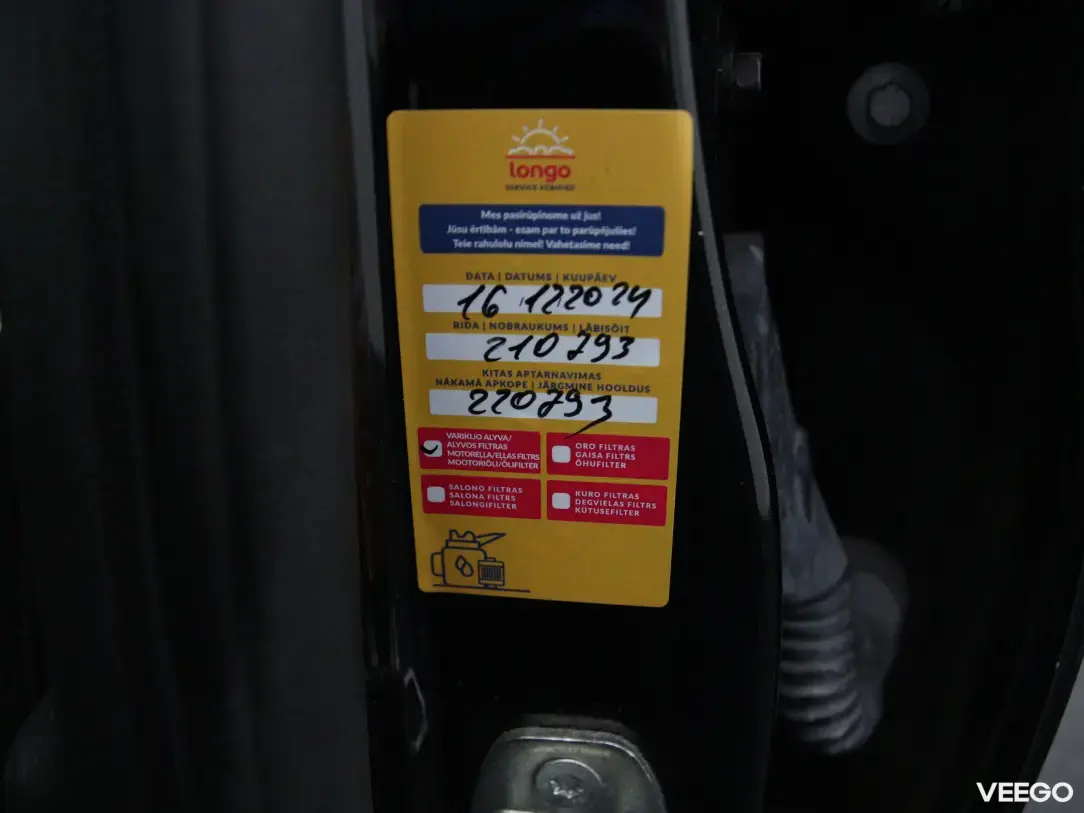 longo
SERVICE
Mes pasirūpinome už jus!
Jūsu ērtībām - esam par to parūpējušies!
Teie rahulolu nimel! Vahetasime need!
DATA | DATUMS | KUUPÄEV
16.12.2024
RIDA | NOBRAUKUMS | LÄBISÕIT
210793
KITAS APTARNAVIMAS
NĀKAMĀ APKOPE | JÄRGMINE HOOLDUS
220793
VARIKLIO ALYVA/
ALYVOS FILTRAS
MOTOREĻĻA/EĻĻAS FILTRS
MOOTORIÕLI/ÕLIFILTER
ORO FILTRAS
GAISA FILTRS
ÕHUFILTER
SALONO FILTRAS
SALONA FILTRS
SALONGIFILTER
KURO FILTRAS
DEGVIELAS FILTRS
KÜTUSEFILTER
VEEGO